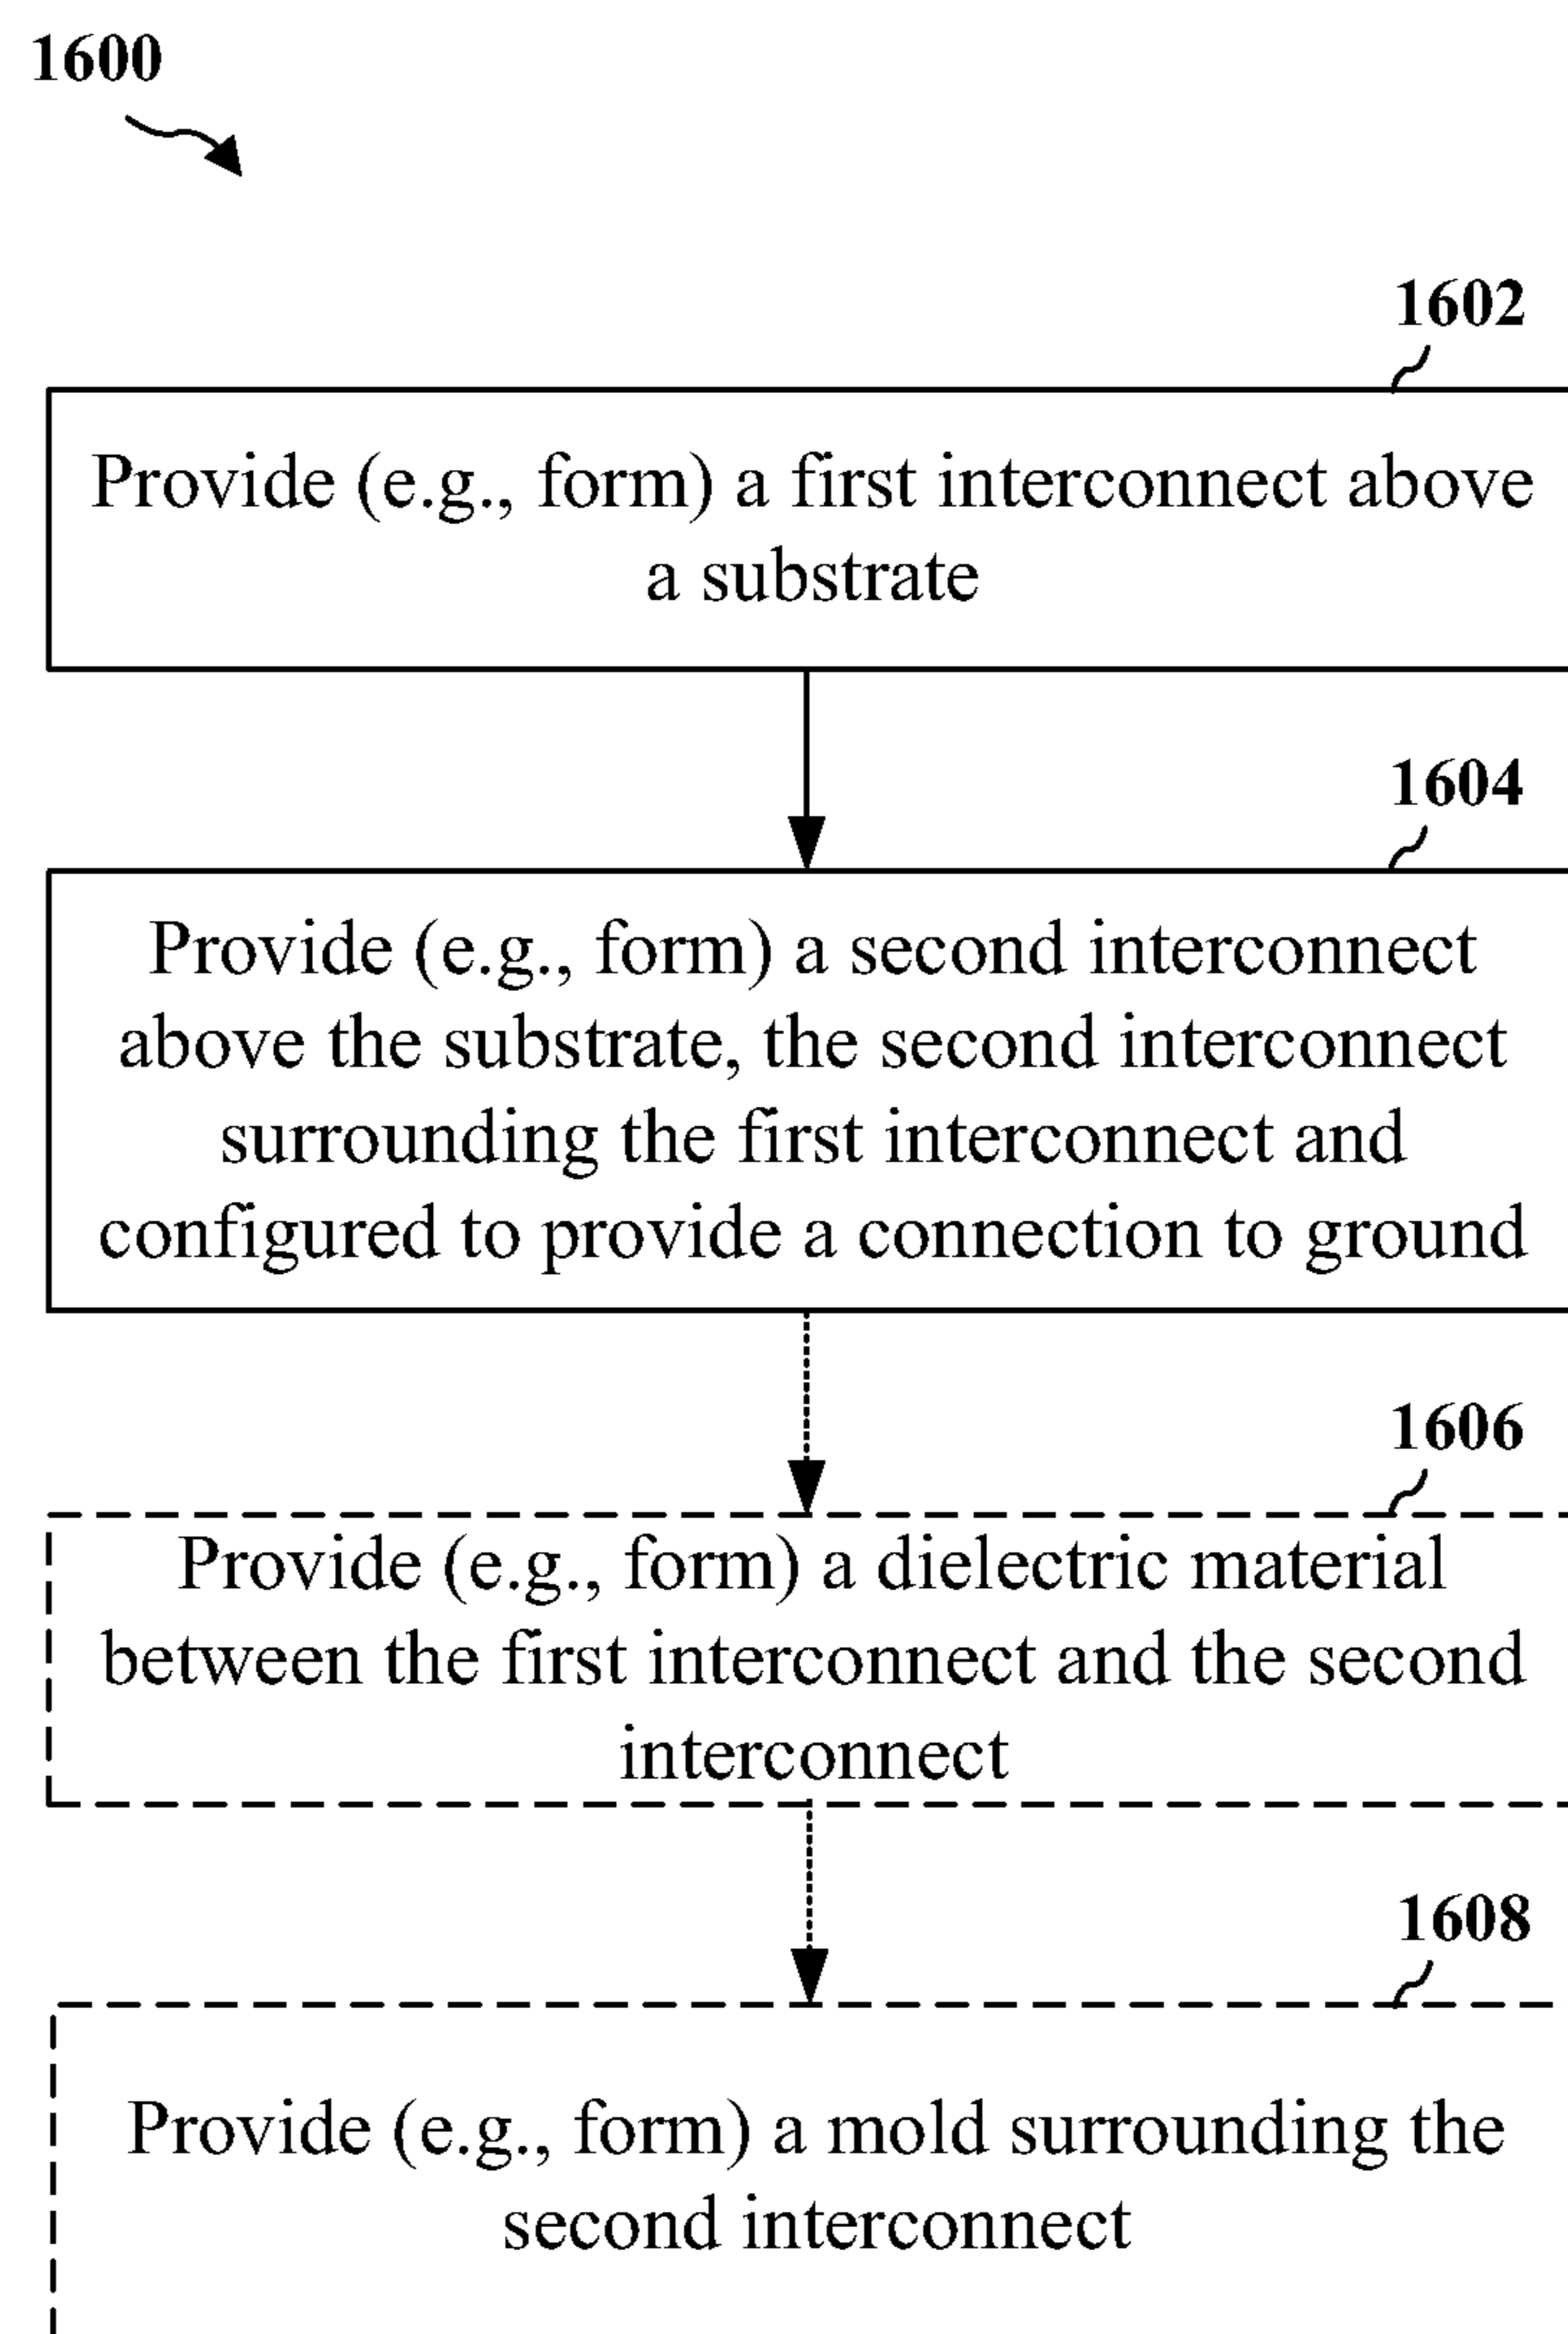 1600
1602
Provide (e.g., form) a first interconnect above
a substrate
1604
Provide (e.g., form) a second interconnect
above the substrate, the second interconnect
surrounding the first interconnect and
configured to provide a connection to ground
1606
Provide (e.g., form) a dielectric material
between the first interconnect and the second
interconnect
1608
Provide (e.g., form) a mold surrounding the
second interconnect